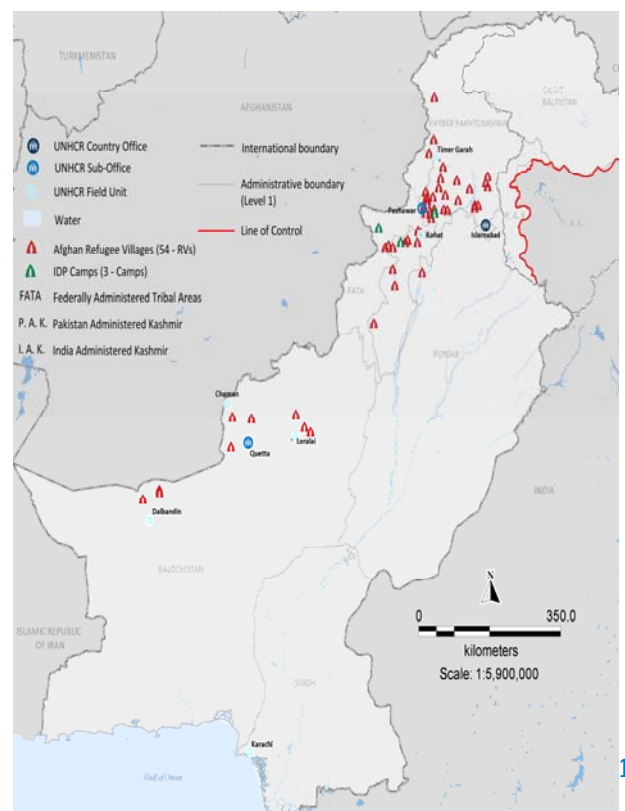 TURKMENISTAN
AFGHANISTAN
GILGIT
BALTISTAN
KHYBER PAKHTUNKHWA
UNHCR Country Office
UNHCR Sub-Office
UNHCR Field Unit
Water
Afghan Refugee Villages (54 - RVs)
IDP Camps (3 - Camps)
FATA Federally Administered Tribal Areas
P. A. K. Pakistan Administered Kashmir
I. A. K. India Administered Kashmir
International boundary
Administrative boundary
(Level 1)
Line of Control
Timer Garah
Peshawar
P. A. K.
I. A. K.
Kohat
Islamabad
FATA
PUNJAB
Chaman
Loralai
Quetta
Dalbandin
INDIA
BALOCHISTAN
N
0 350.0
kilometers
Scale: 1:5,900,000
ISLAMIC REPUBLIC
OF IRAN
SINDH
Karachi
Gulf of Oman
1